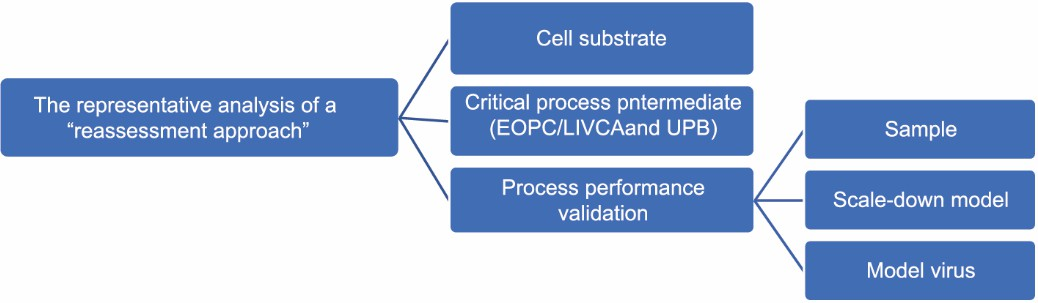 The representative analysis of a
“reassessment approach”
Cell substrate
Critical process pntermediate
(EOPC/LIVCAand UPB)
Process performance
validation
Sample
Scale-down model
Model virus